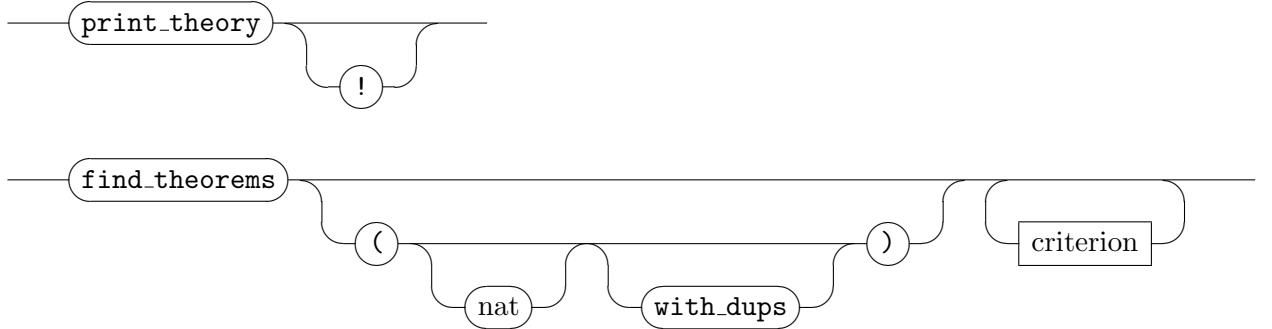 print_theory
!
find_theorems
( ) criterion
nat with_dups